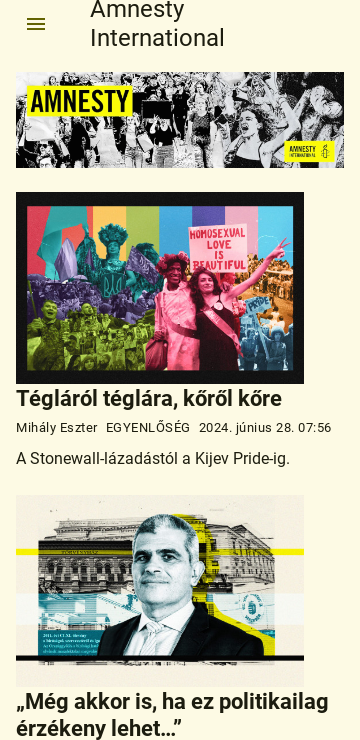 Amnesty
International
AMNESTY
AMNESTY
INTERNATIONAL
HOMOSEXUAL
LOVE
IS
BEAUTIFUL
PRIDE
Tégláról téglára, kőről kőre
Mihály Eszter EGYENLŐSÉG 2024. június 28. 07:56
A Stonewall-lázadástól a Kijev Pride-ig.
„Még akkor is, ha ez politikailag
érzékeny lehet…”